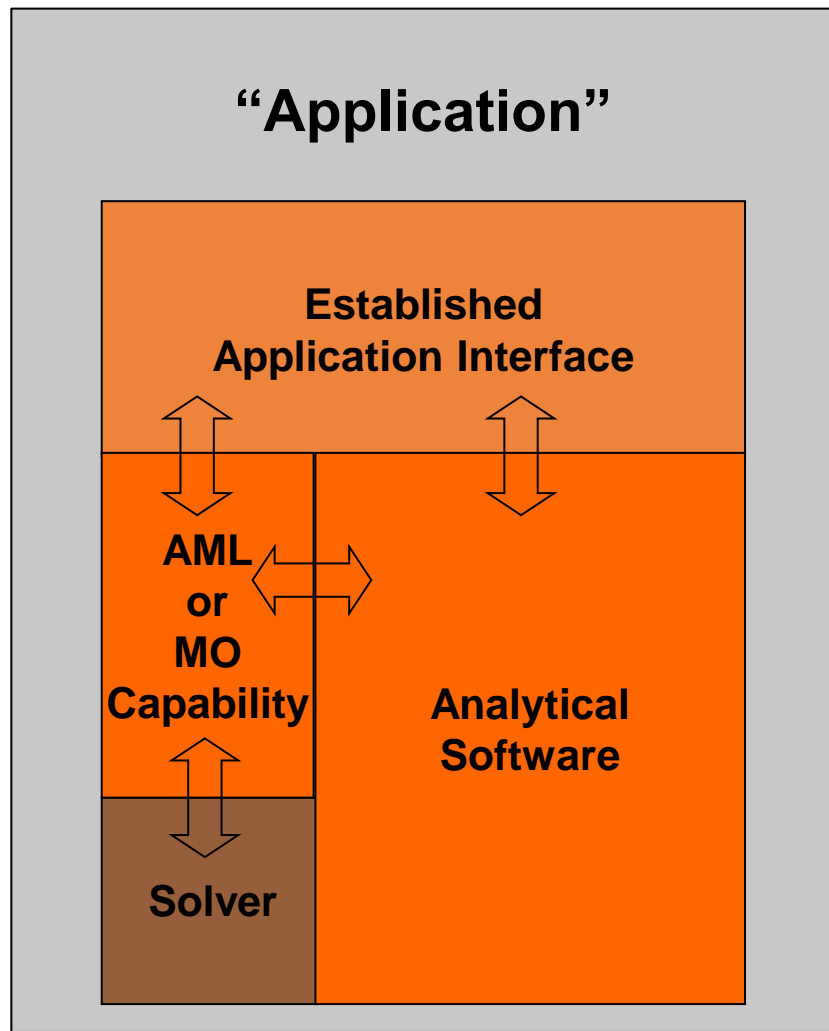 “Application”
Established
Application Interface
AML
or
MO
Capability
Analytical
Software
Solver